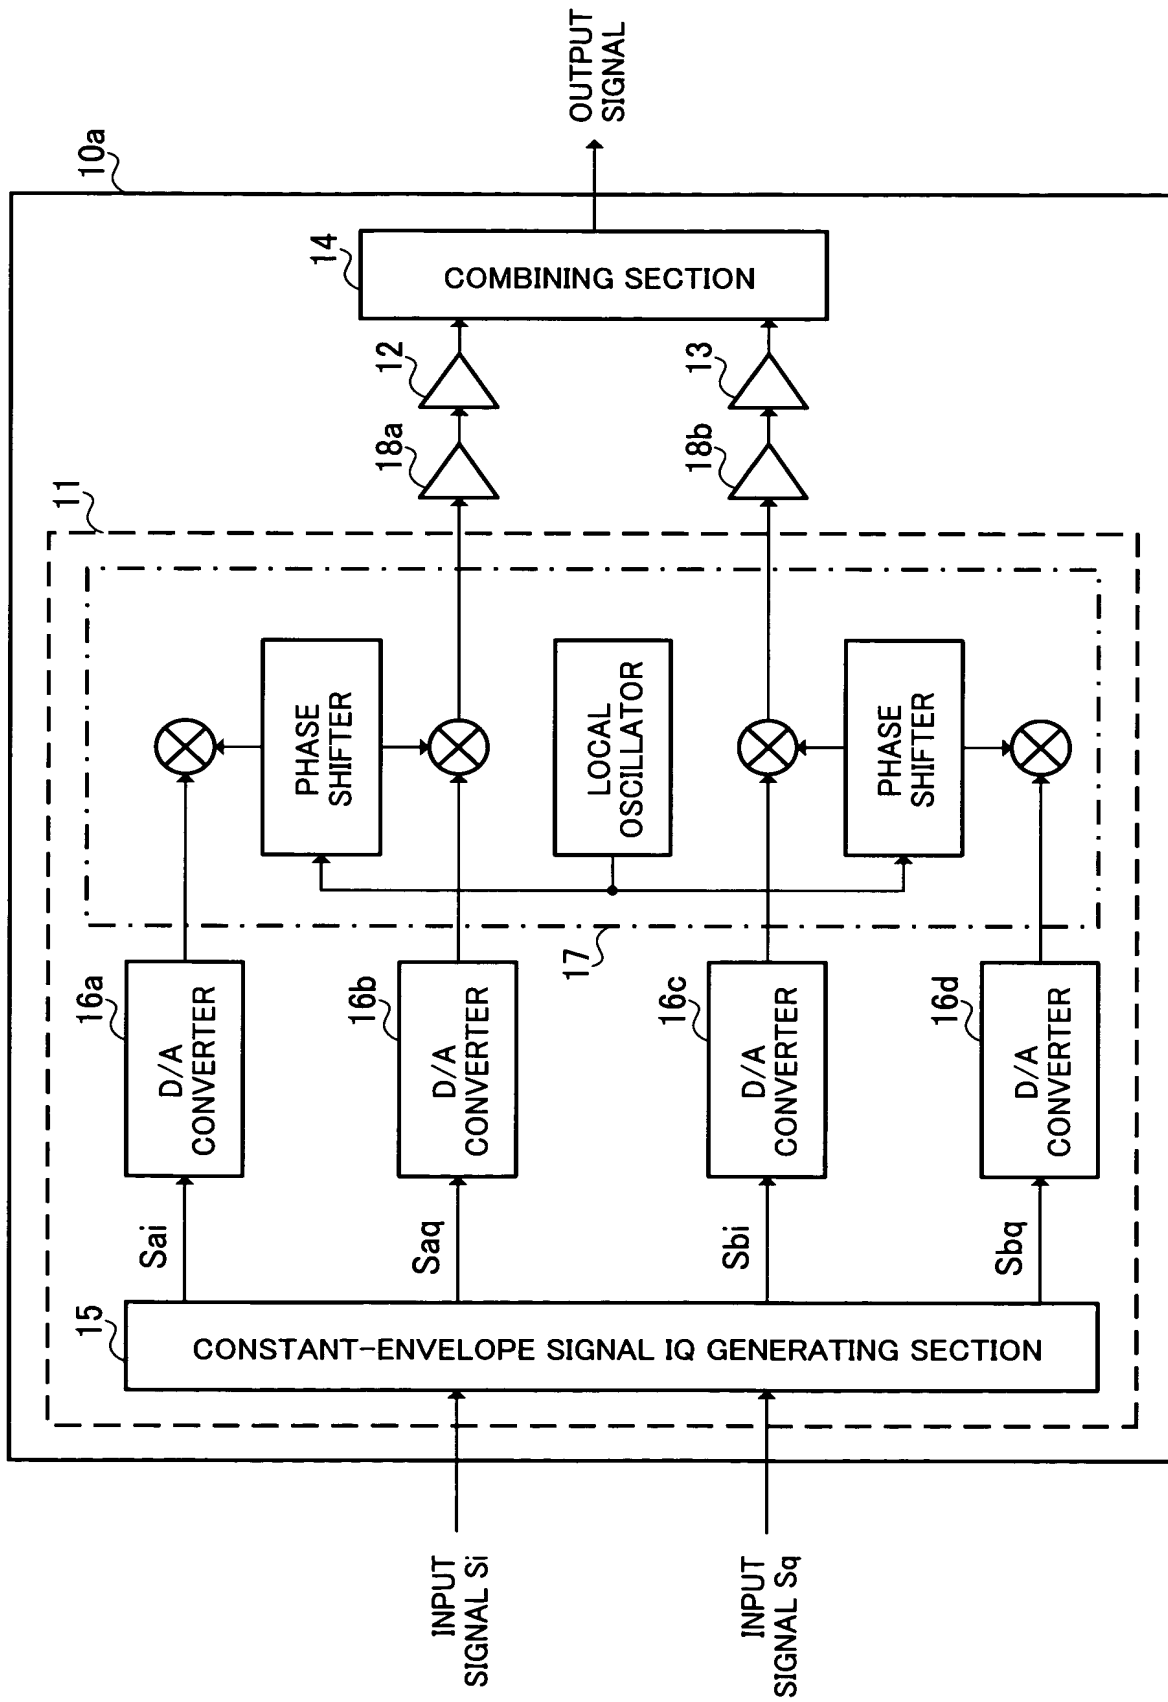 10a
11
15
CONSTANT-ENVELOPE SIGNAL IQ GENERATING SECTION
INPUT
SIGNAL Si
INPUT
SIGNAL Sq
Sai
Saq
Sbi
Sbq
16a
D/A
CONVERTER
16b
D/A
CONVERTER
16c
D/A
CONVERTER
16d
D/A
CONVERTER
17
PHASE
SHIFTER
LOCAL
OSCILLATOR
PHASE
SHIFTER
18a
12
18b
13
14
COMBINING SECTION
OUTPUT
SIGNAL